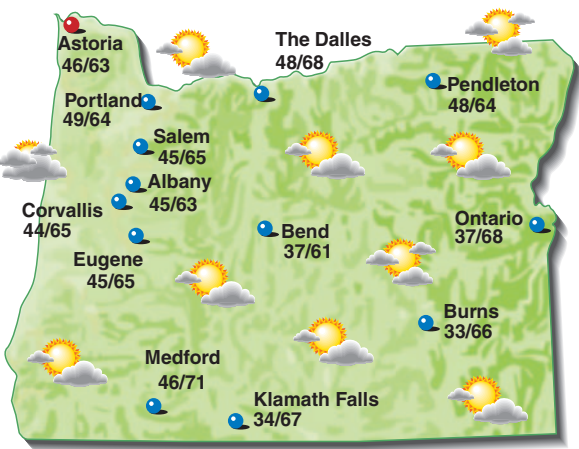 Astoria
46/63
The Dalles
48/68
Pendleton
48/64
Portland
49/64
Salem
45/65
Albany
45/63
Corvallis
44/65
Eugene
45/65
Bend
37/61
Ontario
37/68
Burns
33/66
Medford
46/71
Klamath Falls
34/67